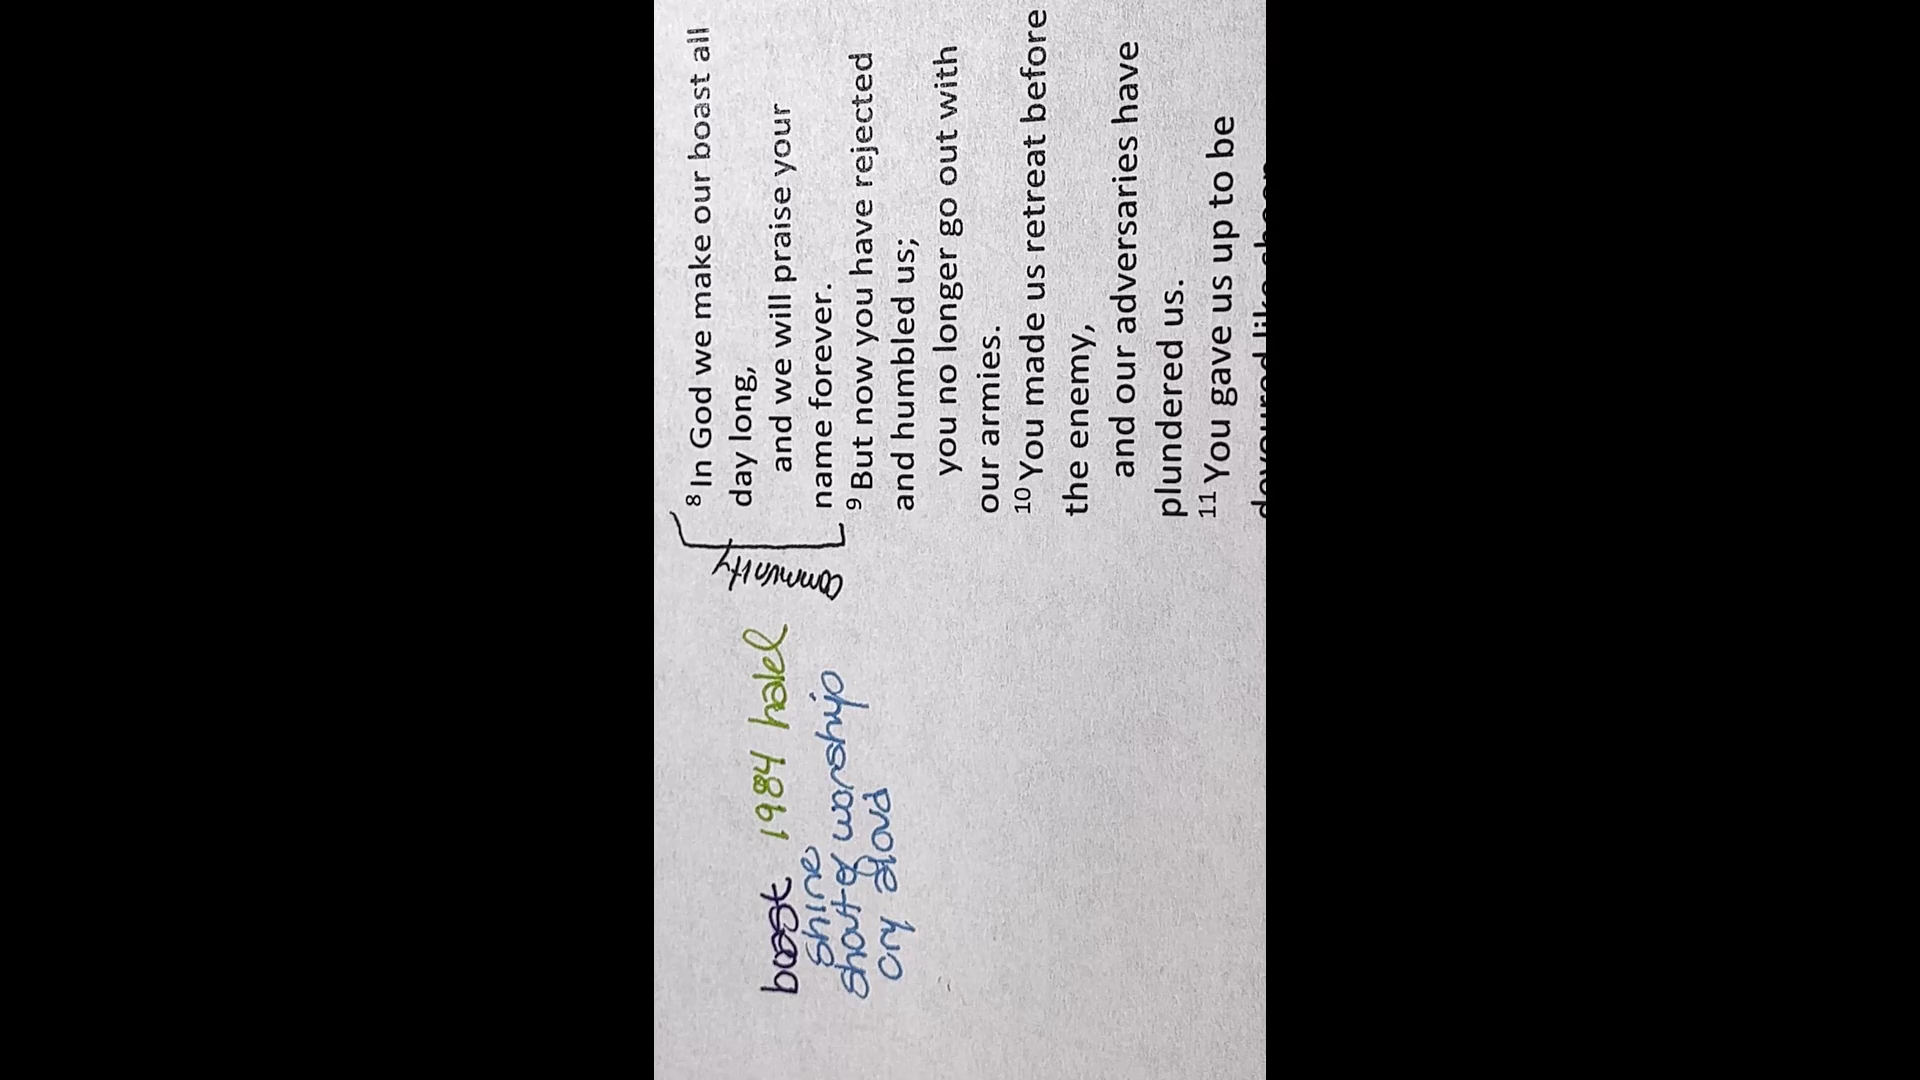 8 In God we make our boast all
day long,
and we will praise your
name forever.
9 But now you have rejected
and humbled us;
you no longer go out with
our armies.
10 You made us retreat before
the enemy,
and our adversaries have
plundered us.
11 You gave us up to be
devoured like sheep
community
boast 1984 halel
shine
shout of worship
cry aloud